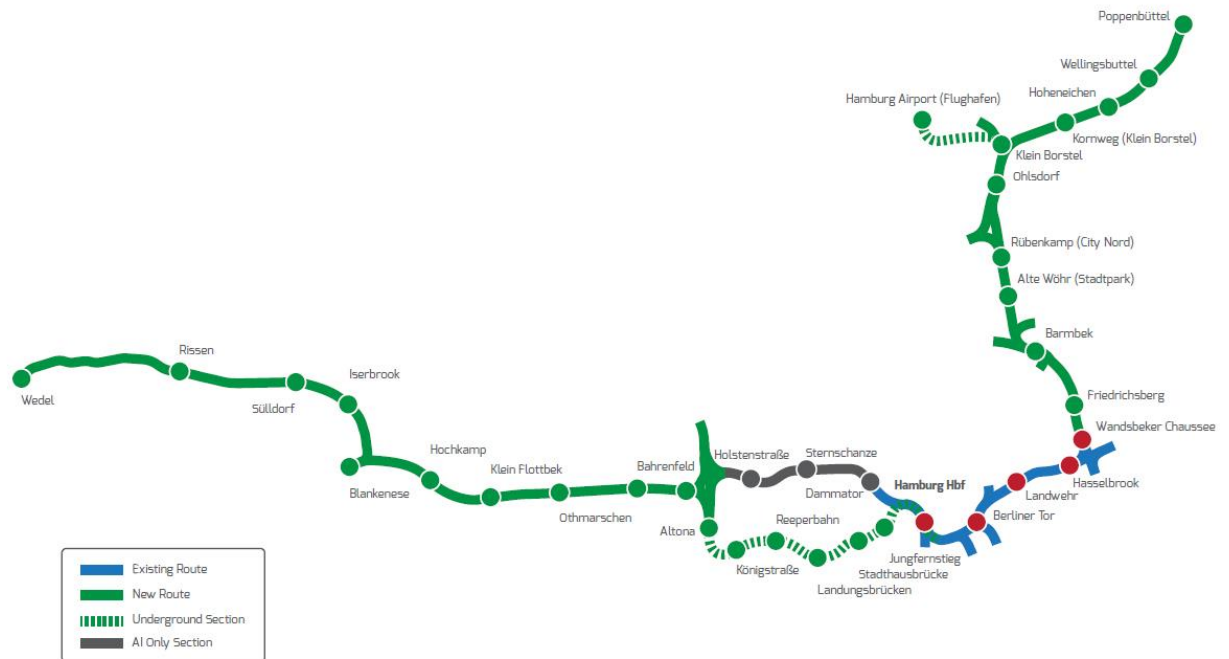 Poppenbüttel
Wellingsbuttel
Hoheneichen
Hamburg Airport (Flughafen)
Kornweg (Klein Borstel)
Klein Borstel
Ohlsdorf
Rübenkamp (City Nord)
Alte Wöhr (Stadtpark)
Barmbek
Friedrichsberg
Wandsbeker Chaussee
Hasselbrook
Landwehr
Berliner Tor
Rissen
Iserbrook
Wedel
Sülldorf
Hochkamp
Klein Flottbek
Bahrenfeld
Holstenstraße
Sternschanze
Dammator
Hamburg Hbf
Blankenese
Othmarschen
Altona
Reeperbahn
Königstraße
Jungfernstieg
Stadthausbrücke
Landungsbrücken
Existing Route
New Route
Underground Section
AI Only Section